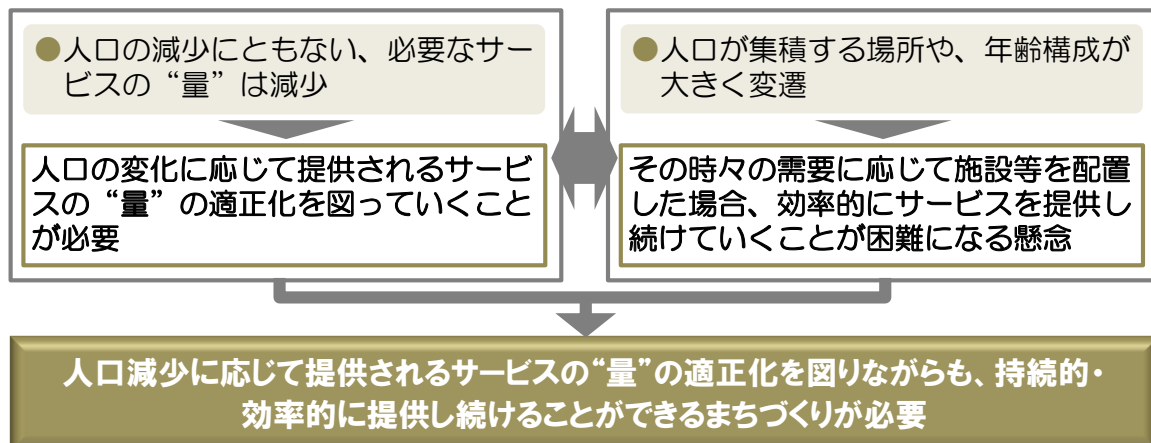 ●人口の減少にともない、必要なサー
ビスの“量”は減少
人口の変化に応じて提供されるサービ
スの“量”の適正化を図っていくこと
が必要
●人口が集積する場所や、年齢構成が
大きく変遷
その時々の需要に応じて施設等を配置
した場合、効率的にサービスを提供し
続けていくことが困難になる懸念
人口減少に応じて提供されるサービスの“量”の適正化を図りながらも、持続的・
効率的に提供し続けることができるまちづくりが必要